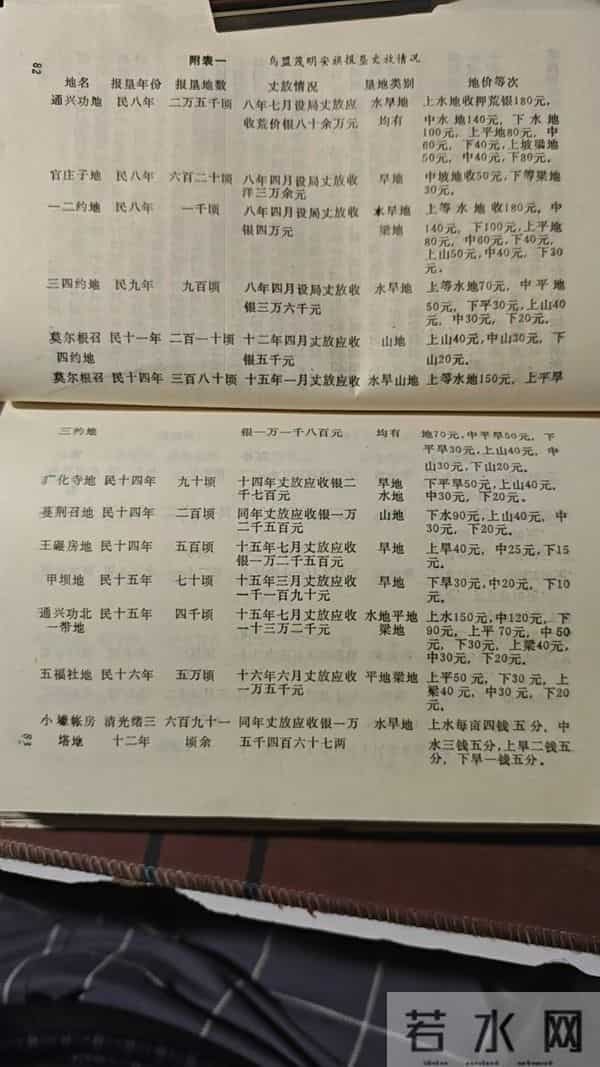 82
附表一 乌盟茂明安旗报垦丈放情况
地名 报垦年份 报垦地数 丈放情况 垦地类别 地价等次
通兴功地 民八年 二万五千顷 八年七月设局丈放应 水旱地 上水地收押荒银180元,
收荒价银八十余万元 均有 中水地140元,下水地
100元,上平地80元,中
60元,下40元,上坡塌地
50元,中40元,下80元。
官庄子地 民八年 六百二十顷 八年四月设局丈放收 旱地 中坡地收50元,下等梁地
洋三万余元 30元。
一二约地 民八年 一千顷 八年四月设局丈放收 水旱地 上等水地收180元,中
银四万元 梁地 140元,下100元,上平地
80元,中60元,下40元,
上山50元,中40元,下30
元。
三四约地 民九年 九百顷 八年四月设局丈放收 水旱地 上等水地70元,中平地
银三万六千元 50元,下平30元,上山40
元,中30元,下20元。
莫尔根召 民十一年 二百一十顷 十二年四月丈放应收 山地 上山40元,中山30元,下
四约地 银五千元 山20元。
莫尔根召 民十四年 三百八十顷 十五年一月丈放应收 水旱山地 上等水地150元,上平旱
三约地 银一万一千八百元 均有 地70元,中平旱50元,下
平旱30元,上山40元,中
山30元,下山20元。
广化寺地 民十四年 九十顷 十四年丈放应收银二 旱地 下平旱50元,上山40元,
千七百元 水地 中30元,下20元。
蔓荆召地 民十四年 二百顷 同年丈放应收银一万 山地 下水90元,上山40元,中
二千五百元 30元,下20元。
王碾房地 民十四年 五百顷 十五年七月丈放应收 旱地 上旱40元,中25元,下15
银一万二千五百元 元。
甲坝地 民十五年 七十顷 十五年三月丈放应收 旱地 下旱30元,中20元,下10
一千一百九十元 元。
通兴功北 民十五年 四千顷 十五年七月丈放应收 水地平地 上水150元,中120元,下
一带地 一十三万二千元 梁地 90元,上平70元,中50
元,下30元,上梁40元,
中30元,下20元。
五福社地 民十六年 五万顷 十六年六月丈放应收 平地梁地 上平50元,下30元,上
一万五千元 梁40元,中30元,下20
元。
小壕帐房 清光绪三 六百九十一 同年丈放应收银一万 水旱地 上水每亩四钱五分,中
塔地 十二年 顷余 五千四百六十七两 水三钱五分,上旱二钱五
分,下旱一钱五分。
83
若水网